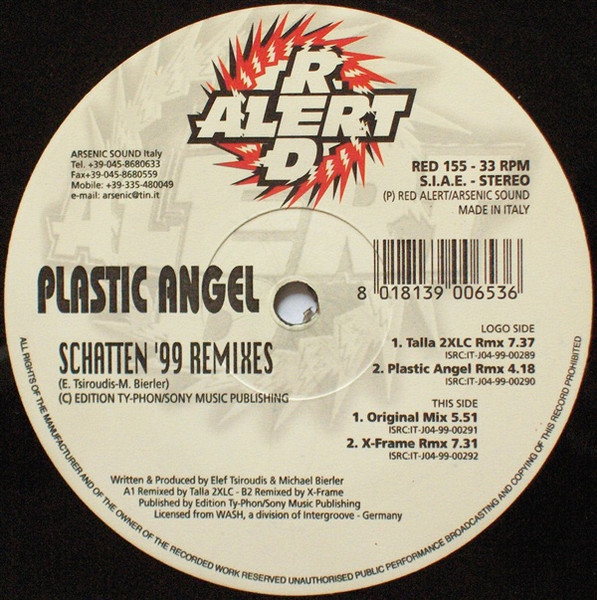 RED
ALERT
ARSENIC SOUND Italy
Tel. +39-045-8680633
Fax+39-045-8680559
Mobile: +39-335-480049
e-mail: arsenic@tin.it
RED 155 - 33 RPM
S.I.A.E. - STEREO
(P) RED ALERT/ARSENIC SOUND
MADE IN ITALY
8 018139 006536
PLASTIC ANGEL
SCHATTEN '99 REMIXES
(E. Tsiroudis-M. Bierler)
(C) EDITION TY-PHON/SONY MUSIC PUBLISHING
LOGO SIDE
1. Talla 2XLC Rmx 7.37
ISRC:IT-J04-99-00289
2. Plastic Angel Rmx 4.18
ISRC:IT-J04-99-00290
THIS SIDE
1. Original Mix 5.51
ISRC:IT-J04-99-00291
2. X-Frame Rmx 7.31
ISRC:IT-J04-99-00292
Written & Produced by Elef Tsiroudis & Michael Bierler
A1 Remixed by Talla 2XLC - B2 Remixed by X-Frame
Published by Edition Ty-Phon/Sony Music Publishing
Licensed from WASH, a division of Intergroove - Germany
ALL RIGHTS OF THE MANUFACTURER AND OF THE OWNER OF THE RECORDED WORK RESERVED UNAUTHORISED PUBLIC PERFORMANCE BROADCASTING AND COPYING OF THIS RECORD PROHIBITED